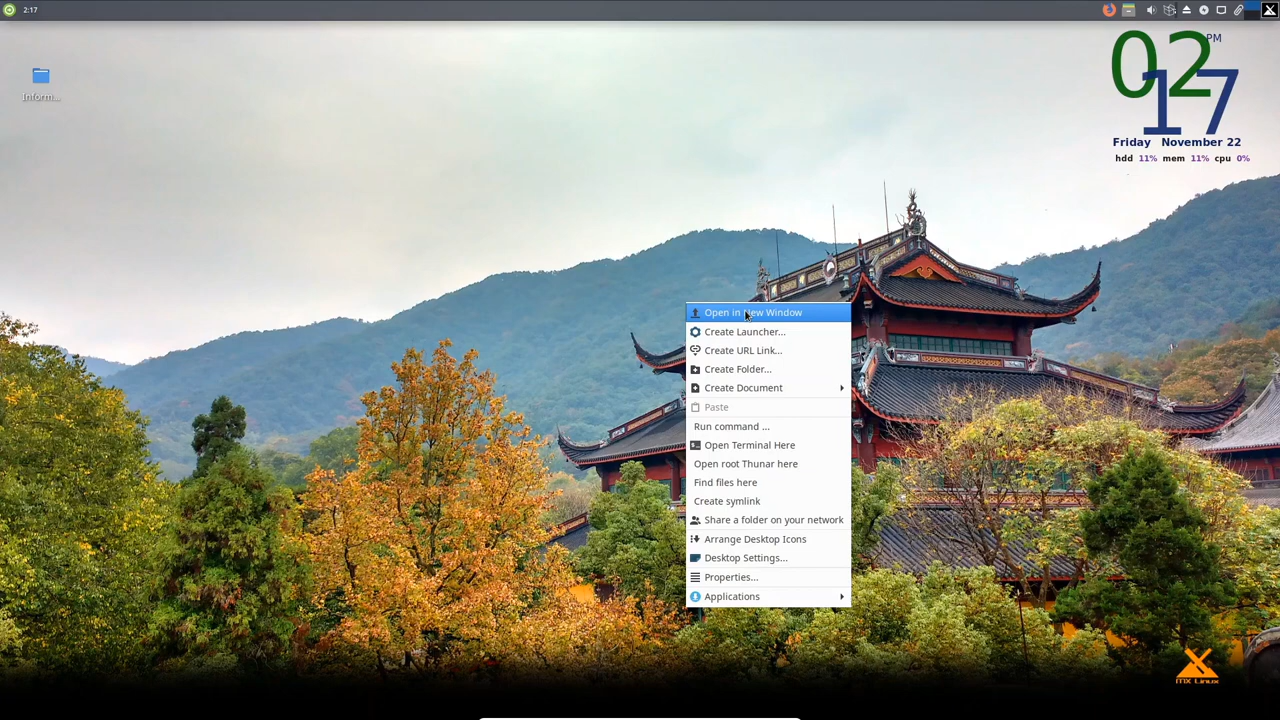 2:17
Inform...
02
PM
17
Friday November 22
hdd 11% mem 11% cpu 0%
Open in New Window
Create Launcher...
Create URL Link...
Create Folder...
Create Document
Paste
Run command ...
Open Terminal Here
Open root Thunar here
Find files here
Create symlink
Share a folder on your network
Arrange Desktop Icons
Desktop Settings...
Properties...
Applications
MX Linux